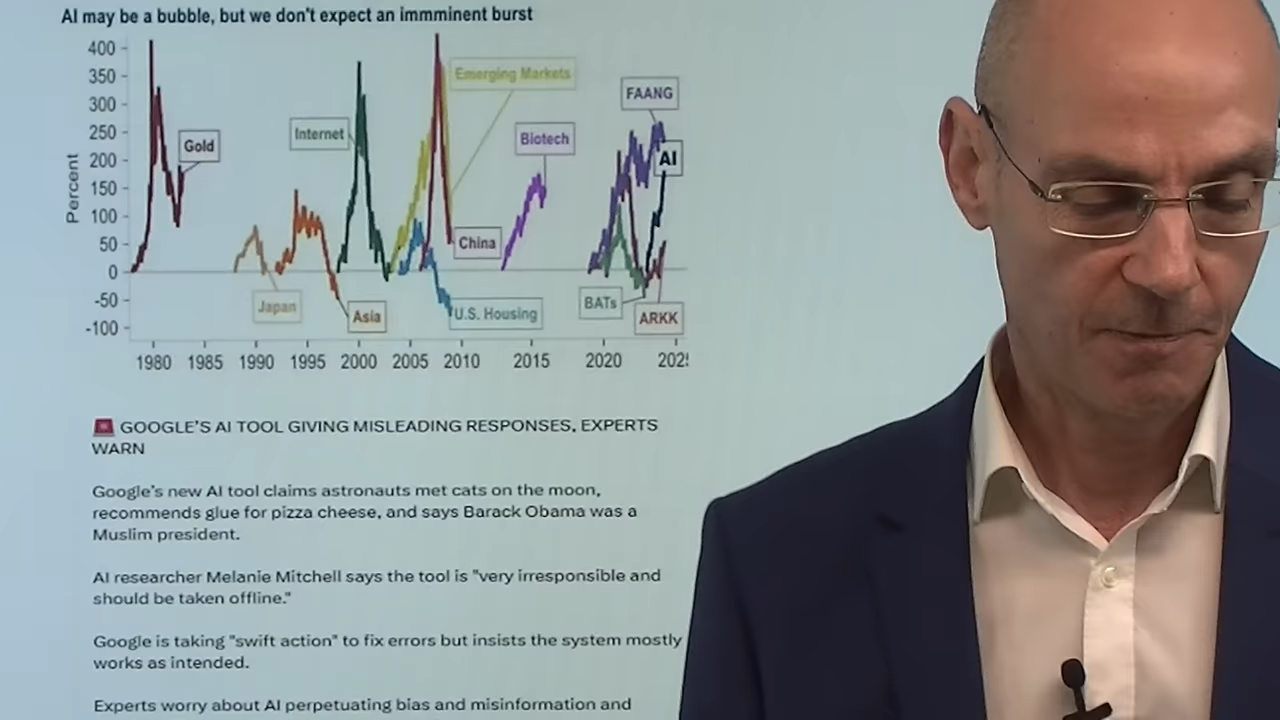 AI may be a bubble, but we don't expect an immminent burst
400
350
300
250
200
150
100
50
0
-50
-100
Percent
Gold
Japan
Asia
Internet
Emerging Markets
China
U.S. Housing
Biotech
FAANG
AI
BATs
ARKK
1980 1985 1990 1995 2000 2005 2010 2015 2020 2025
GOOGLE'S AI TOOL GIVING MISLEADING RESPONSES, EXPERTS
WARN
Google's new AI tool claims astronauts met cats on the moon,
recommends glue for pizza cheese, and says Barack Obama was a
Muslim president.
AI researcher Melanie Mitchell says the tool is "very irresponsible and
should be taken offline."
Google is taking "swift action" to fix errors but insists the system mostly
works as intended.
Experts worry about AI perpetuating bias and misinformation and